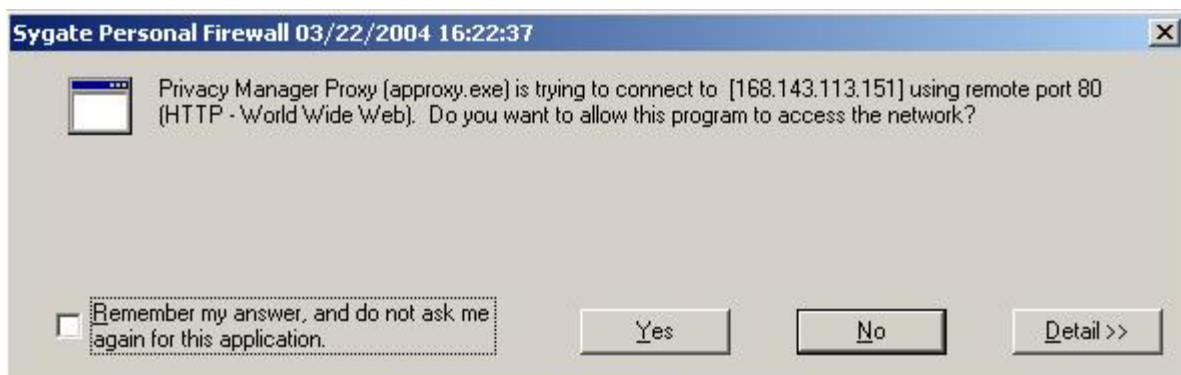 Sygate Personal Firewall 03/22/2004 16:22:37
Privacy Manager Proxy (approxy.exe) is trying to connect to [168.143.113.151] using remote port 80
(HTTP - World Wide Web). Do you want to allow this program to access the network?
Remember my answer, and do not ask me
again for this application.
Yes
No
Detail >>